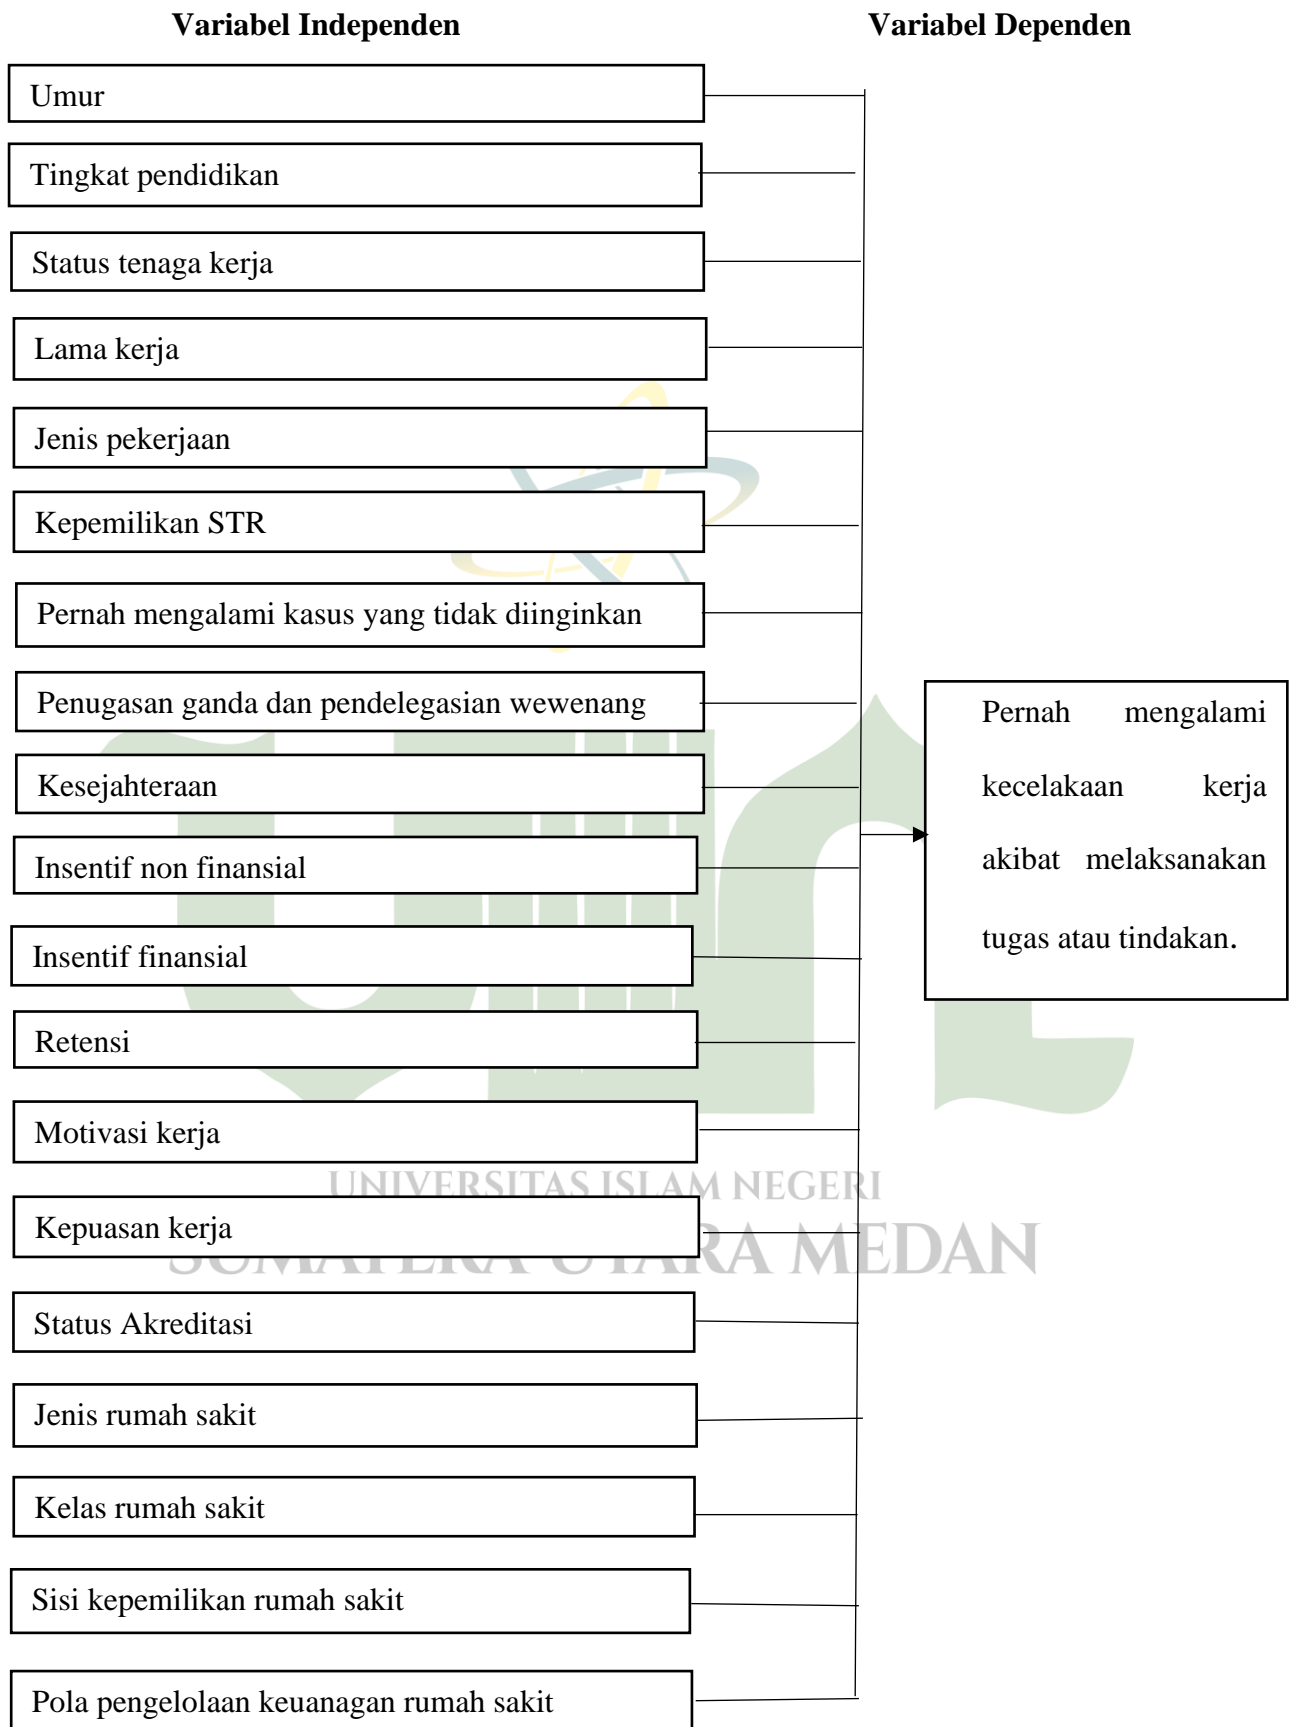 Variabel Independen
Variabel Dependen
Umur
Tingkat pendidikan
Status tenaga kerja
Lama kerja
Jenis pekerjaan
Kepemilikan STR
Pernah mengalami kasus yang tidak diinginkan
Penugasan ganda dan pendelegasian wewenang
Kesejahteraan
Insentif non finansial
Insentif finansial
Retensi
Motivasi kerja
Kepuasan kerja
Status Akreditasi
Jenis rumah sakit
Kelas rumah sakit
Sisi kepemilikan rumah sakit
Pola pengelolaan keuanagan rumah sakit
Pernah mengalami
kecelakaan kerja
akibat melaksanakan
tugas atau tindakan.
UNIVERSITAS ISLAM NEGERI
SUMATERA UTARA MEDAN